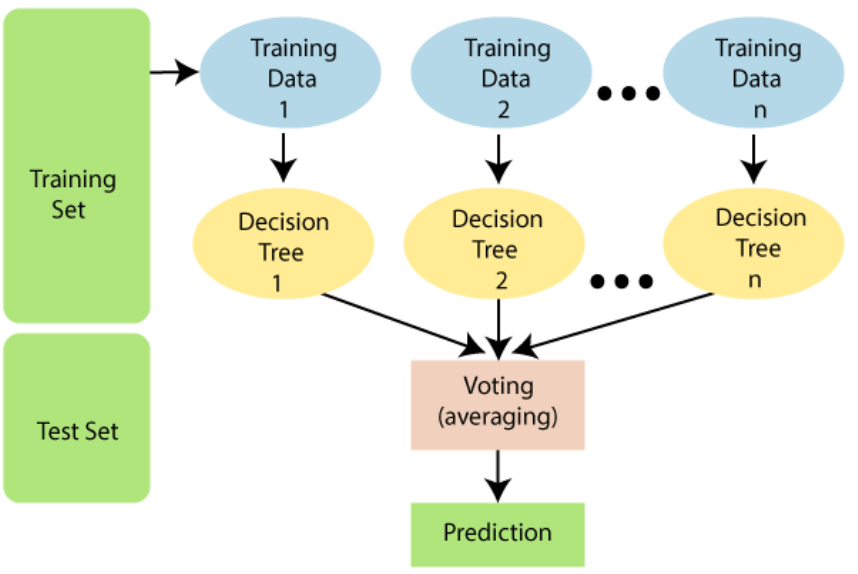 Training
Set
Training
Data
1
Training
Data
2
Training
Data
n
Decision
Tree
1
Decision
Tree
2
Decision
Tree
n
Test Set
Voting
(averaging)
Prediction